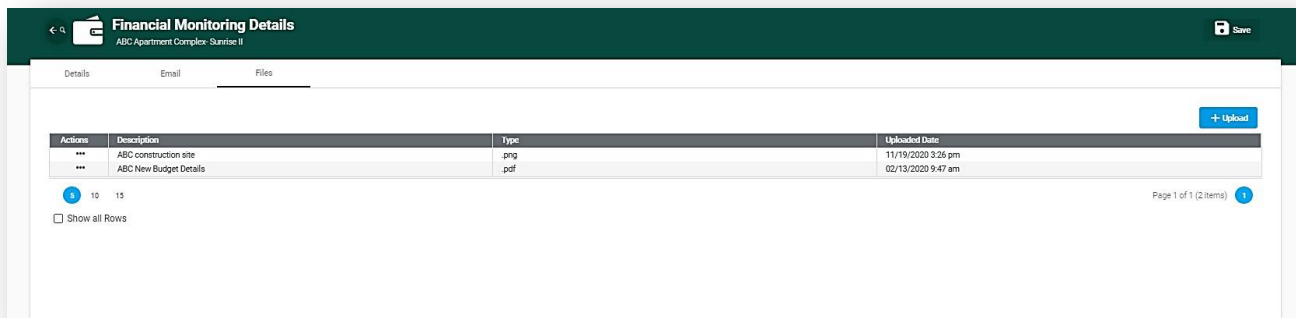 Financial Monitoring Details
ABC Apartment Complex- Sunrise II
Save
Details Email Files
+ Upload
Actions Description Type Uploaded Date
••• ABC construction site .png 11/19/2020 3:26 pm
••• ABC New Budget Details .pdf 02/13/2020 9:47 am
5 10 15 Page 1 of 1 (2 items) 1
Show all Rows